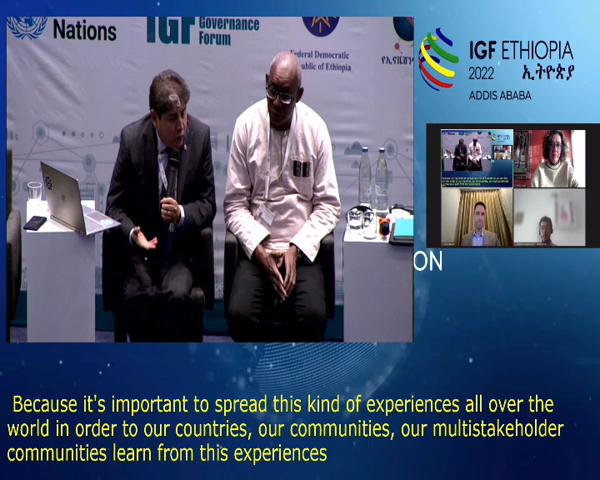 Nations
IGF Governance
Forum
Federal Democratic
Republic of Ethiopia
IGF ETHIOPIA
2022 ኢትዮጵያ
ADDIS ABABA
ON
Because it's important to spread this kind of experiences all over the
world in order to our countries, our communities, our multistakeholder
communities learn from this experiences